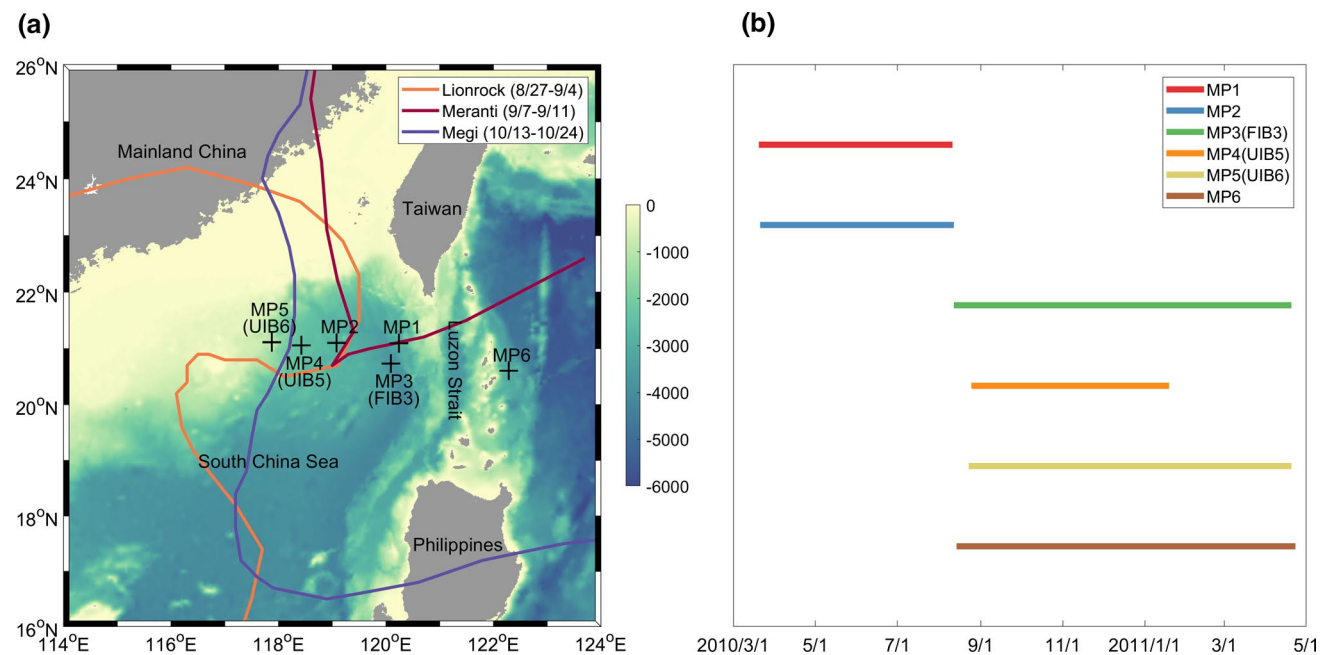 (a)
(b)
26°N
24°N
22°N
20°N
18°N
16°N
114°E
116°E
118°E
120°E
122°E
124°E
Lionrock (8/27-9/4)
Meranti (9/7-9/11)
Megi (10/13-10/24)
Mainland China
Taiwan
MP5
(UIB6)
MP2
MP1
MP4
(UIB5)
MP3
(FIB3)
Luzon Strait
MP6
South China Sea
Philippines
0
-1000
-2000
-3000
-4000
-5000
-6000
MP1
MP2
MP3(FIB3)
MP4(UIB5)
MP5(UIB6)
MP6
2010/3/1
5/1
7/1
9/1
11/1
2011/1/1
3/1
5/1